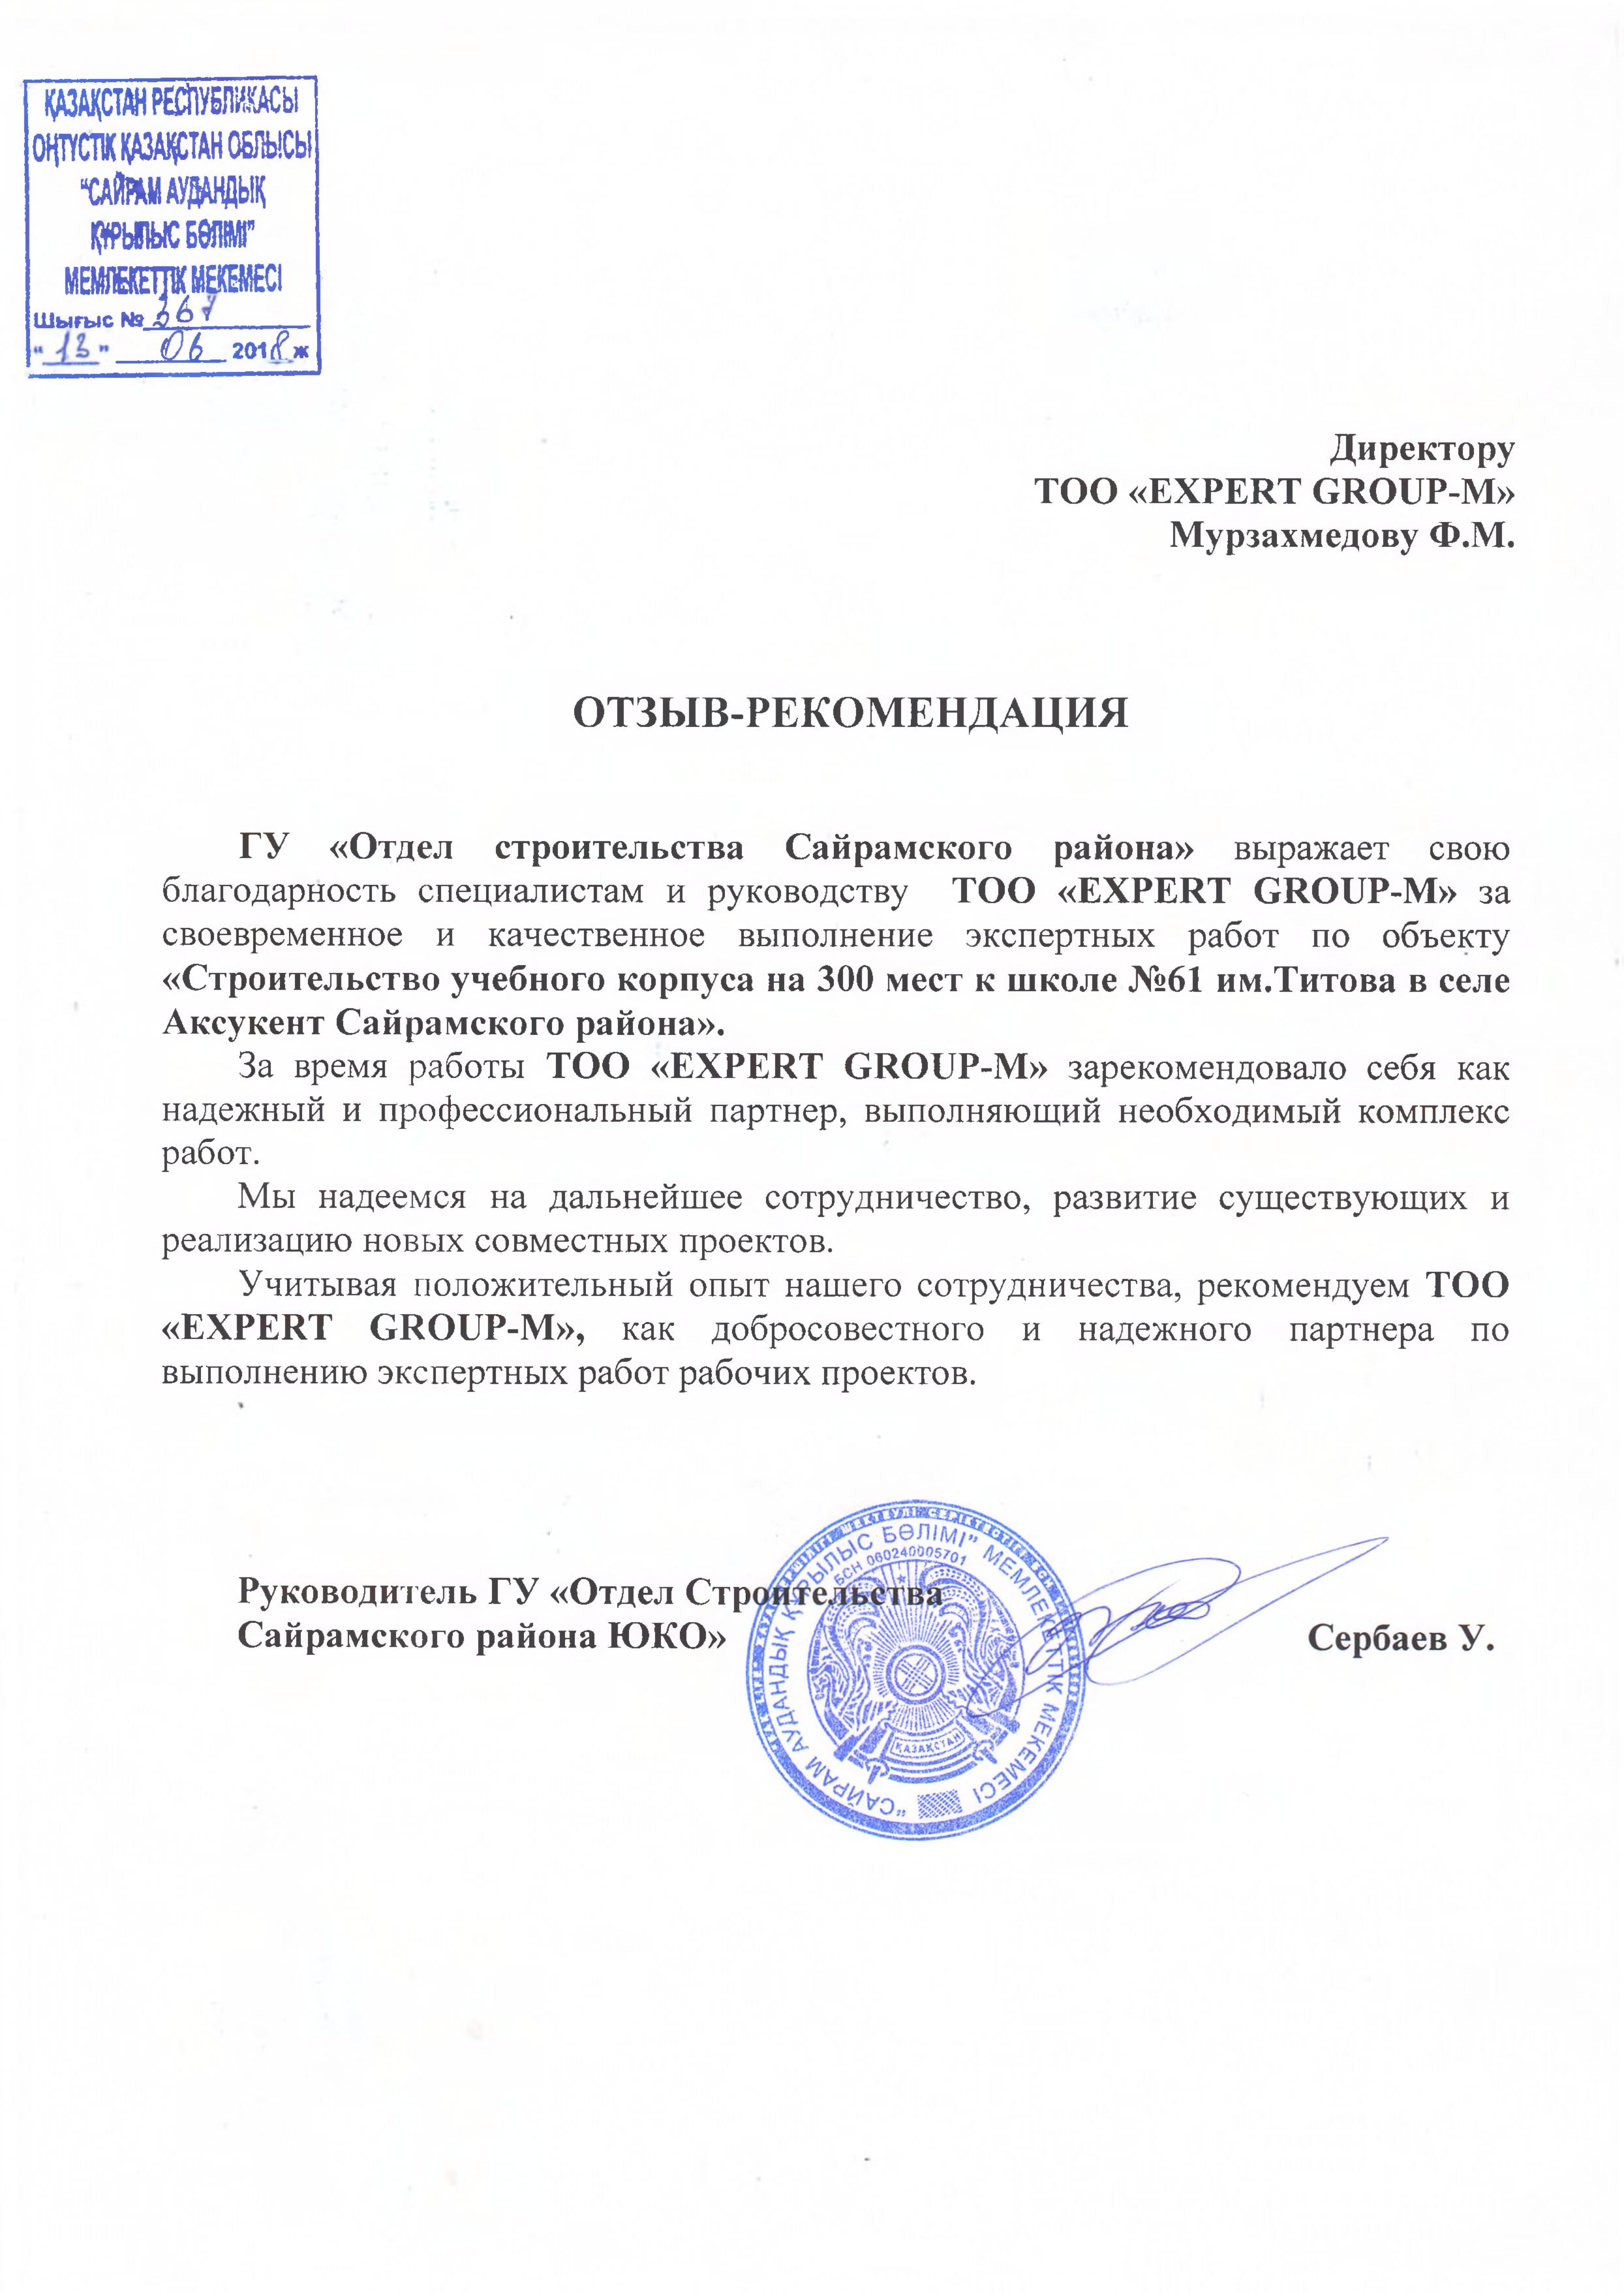 ҚАЗАҚСТАН РЕСПУБЛИКАСЫ
ОҢТҮСТІК ҚАЗАҚСТАН ОБЛЫСЫ
“САЙРАМ АУДАНДЫҚ
ҚҰРЫЛЫС БӨЛІМІ”
МЕМЛЕКЕТТІК МЕКЕМЕСІ
Шығыс № 367
“13” 06 2018 ж
Директору
ТОО «EXPERT GROUP-M»
Мурзахмедову Ф.М.
ОТЗЫВ-РЕКОМЕНДАЦИЯ
ГУ «Отдел строительства Сайрамского района» выражает свою
благодарность специалистам и руководству ТОО «EXPERT GROUP-M» за
своевременное и качественное выполнение экспертных работ по объекту
«Строительство учебного корпуса на 300 мест к школе №61 им.Титова в селе
Аксукент Сайрамского района».
За время работы ТОО «EXPERT GROUP-M» зарекомендовало себя как
надежный и профессиональный партнер, выполняющий необходимый комплекс
работ.
Мы надеемся на дальнейшее сотрудничество, развитие существующих и
реализацию новых совместных проектов.
Учитывая положительный опыт нашего сотрудничества, рекомендуем ТОО
«EXPERT GROUP-M», как добросовестного и надежного партнера по
выполнению экспертных работ рабочих проектов.
Руководитель ГУ «Отдел Строительства
Сайрамского района ЮКО»
Сербаев У.
“САЙРАМ АУДАНДЫҚ ҚҰРЫЛЫС БӨЛІМІ” МЕМЛЕКЕТТІК МЕКЕМЕСІ
БСН 060240005701
ҚАЗАҚСТАН